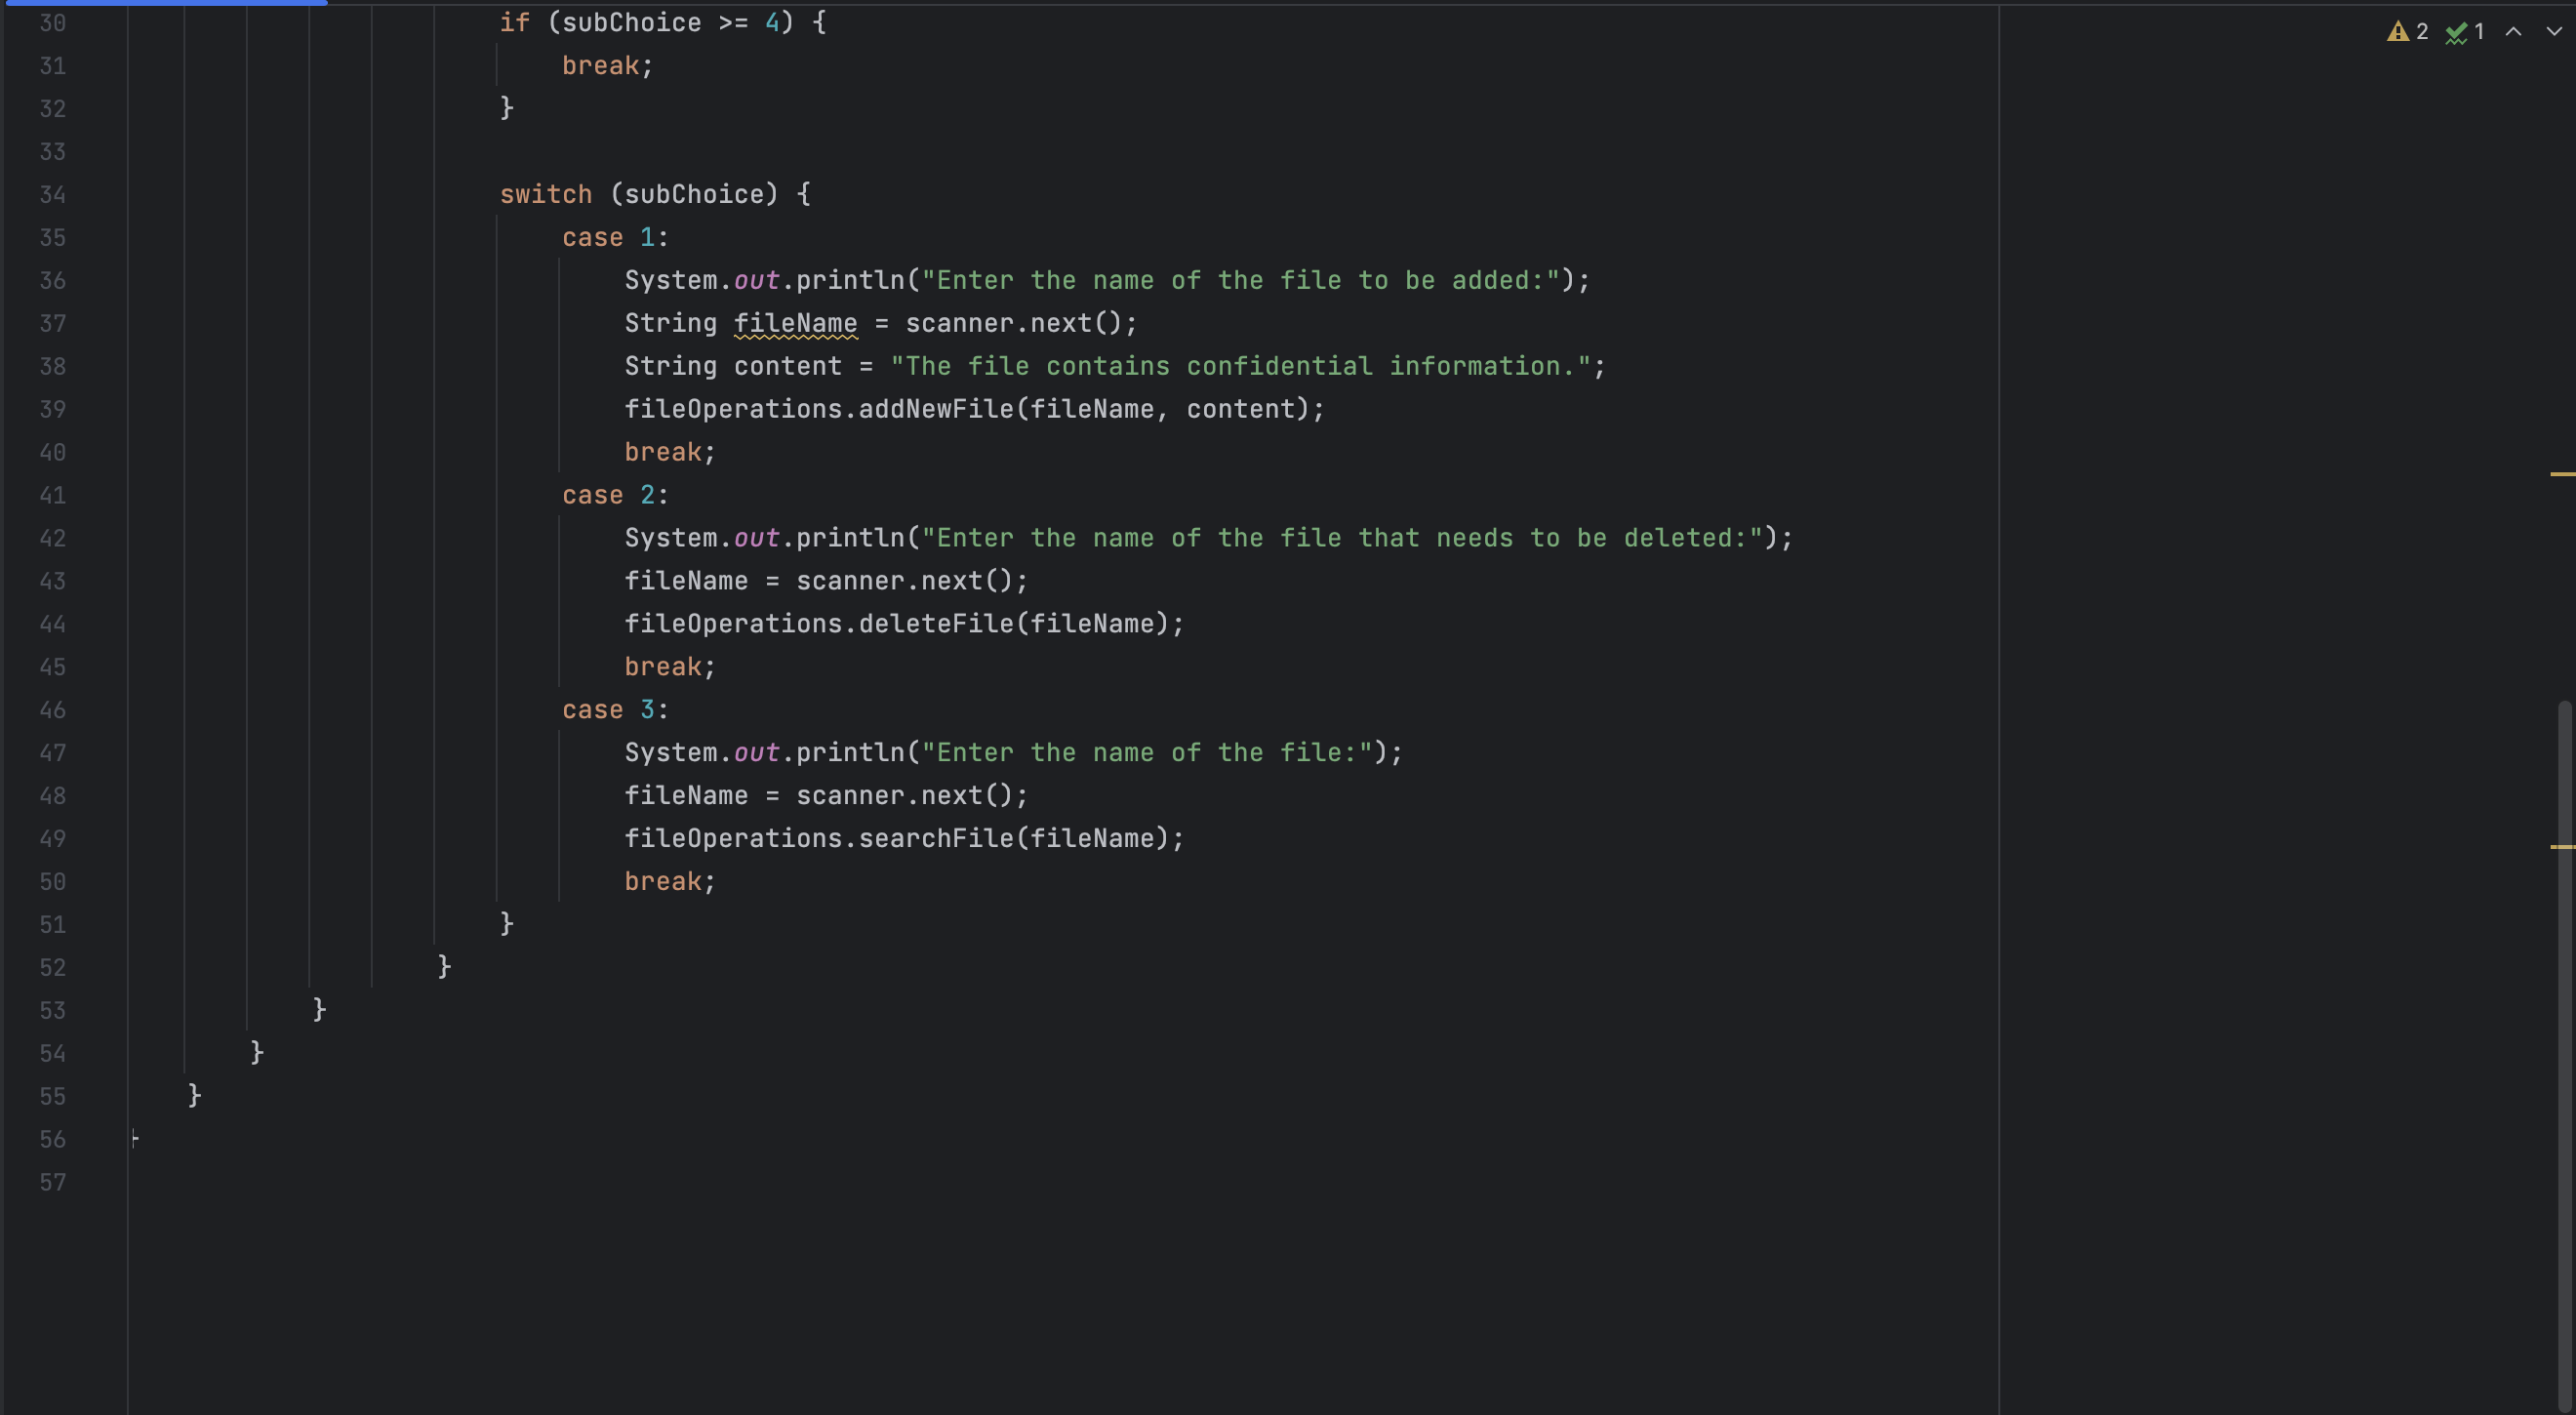 30 if (subChoice >= 4) {
2 1
31 break;
32 }
33
34 switch (subChoice) {
35 case 1:
36 System.out.println("Enter the name of the file to be added:");
37 String fileName = scanner.next();
38 String content = "The file contains confidential information.";
39 fileOperations.addNewFile(fileName, content);
40 break;
41 case 2:
42 System.out.println("Enter the name of the file that needs to be deleted:");
43 fileName = scanner.next();
44 fileOperations.deleteFile(fileName);
45 break;
46 case 3:
47 System.out.println("Enter the name of the file:");
48 fileName = scanner.next();
49 fileOperations.searchFile(fileName);
50 break;
51 }
52 }
53 }
54 }
55 }
56 }
57